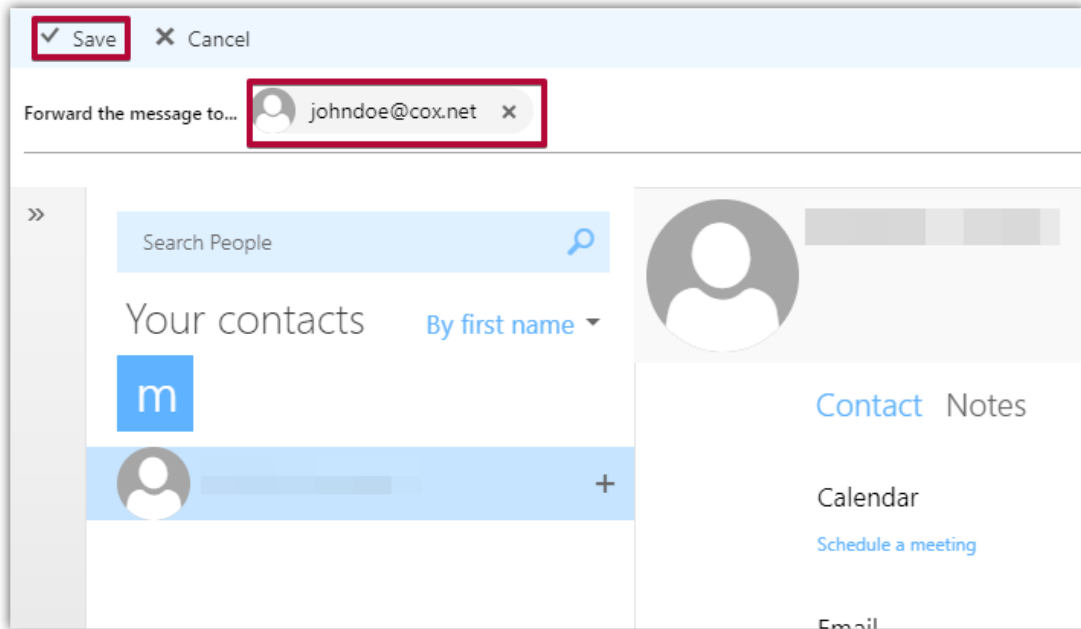 Save Cancel
Forward the message to... johndoe@cox.net
»
Search People
Your contacts By first name
m
Contact Notes
Calendar
Schedule a meeting
Email